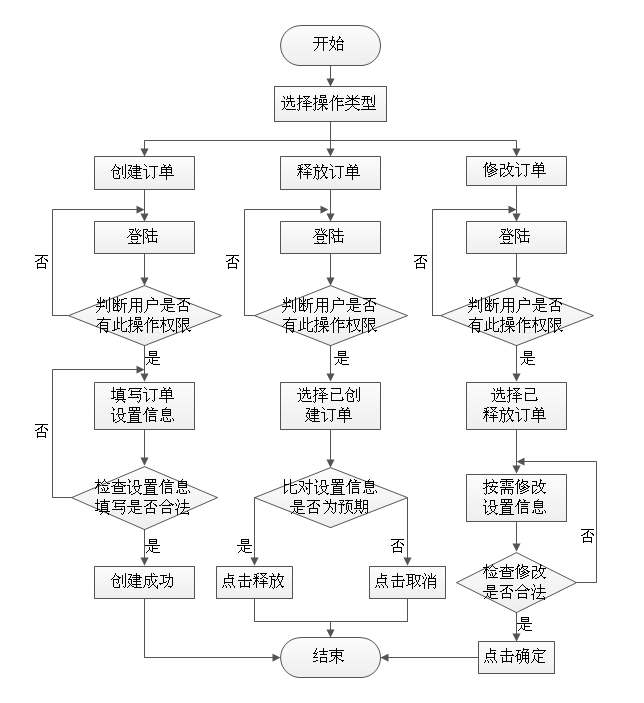 开始
选择操作类型
创建订单
释放订单
修改订单
登陆
登陆
登陆
否
否
否
判断用户是否
有此操作权限
判断用户是否
有此操作权限
判断用户是否
有此操作权限
是
是
是
填写订单
设置信息
选择已创
建订单
选择已
释放订单
否
检查设置信息
填写是否合法
比对设置信息
是否为预期
按需修改
设置信息
否
是
是
否
创建成功
点击释放
点击取消
检查修改
是否合法
是
结束
点击确定